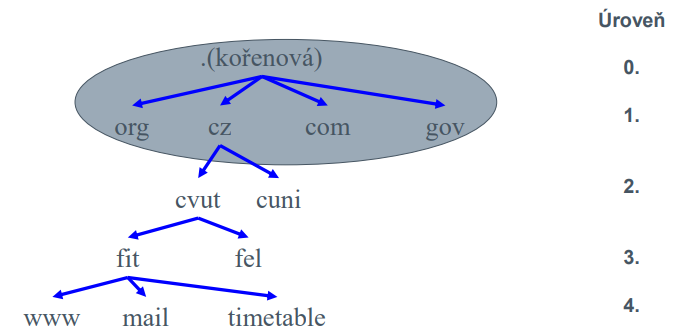 Úroveň
.(kořenová) 0.
org cz com gov 1.
cvut cuni 2.
fit fel 3.
www mail timetable 4.